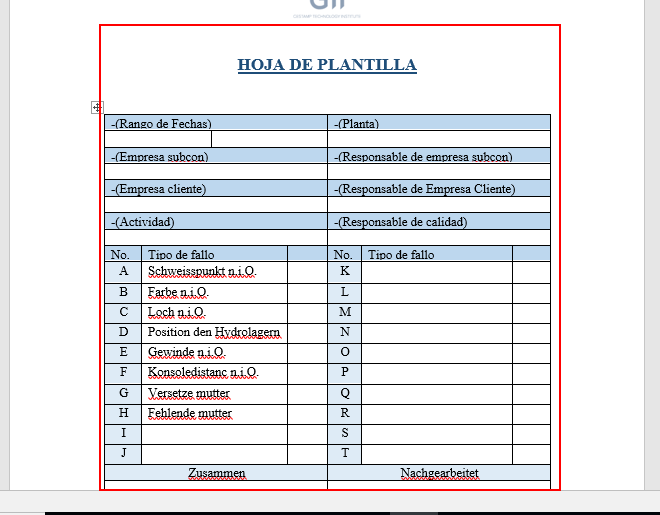 HOJA DE PLANTILLA
-(Rango de Fechas) -(Planta)
-(Empresa subcon) -(Responsable de empresa subcon)
-(Empresa cliente) -(Responsable de Empresa Cliente)
-(Actividad) -(Responsable de calidad)
No. Tipo de fallo No. Tipo de fallo
A Schweisspunkt n.i.O. K
B Farbe n.i.O. L
C Loch n.i.O. M
D Position den Hydrolagern N
E Gewinde n.i.O. O
F Konsoledistanc n.i.O. P
G Versetze mutter Q
H Fehlende mutter R
I S
J T
Zusammen Nachgearbeitet